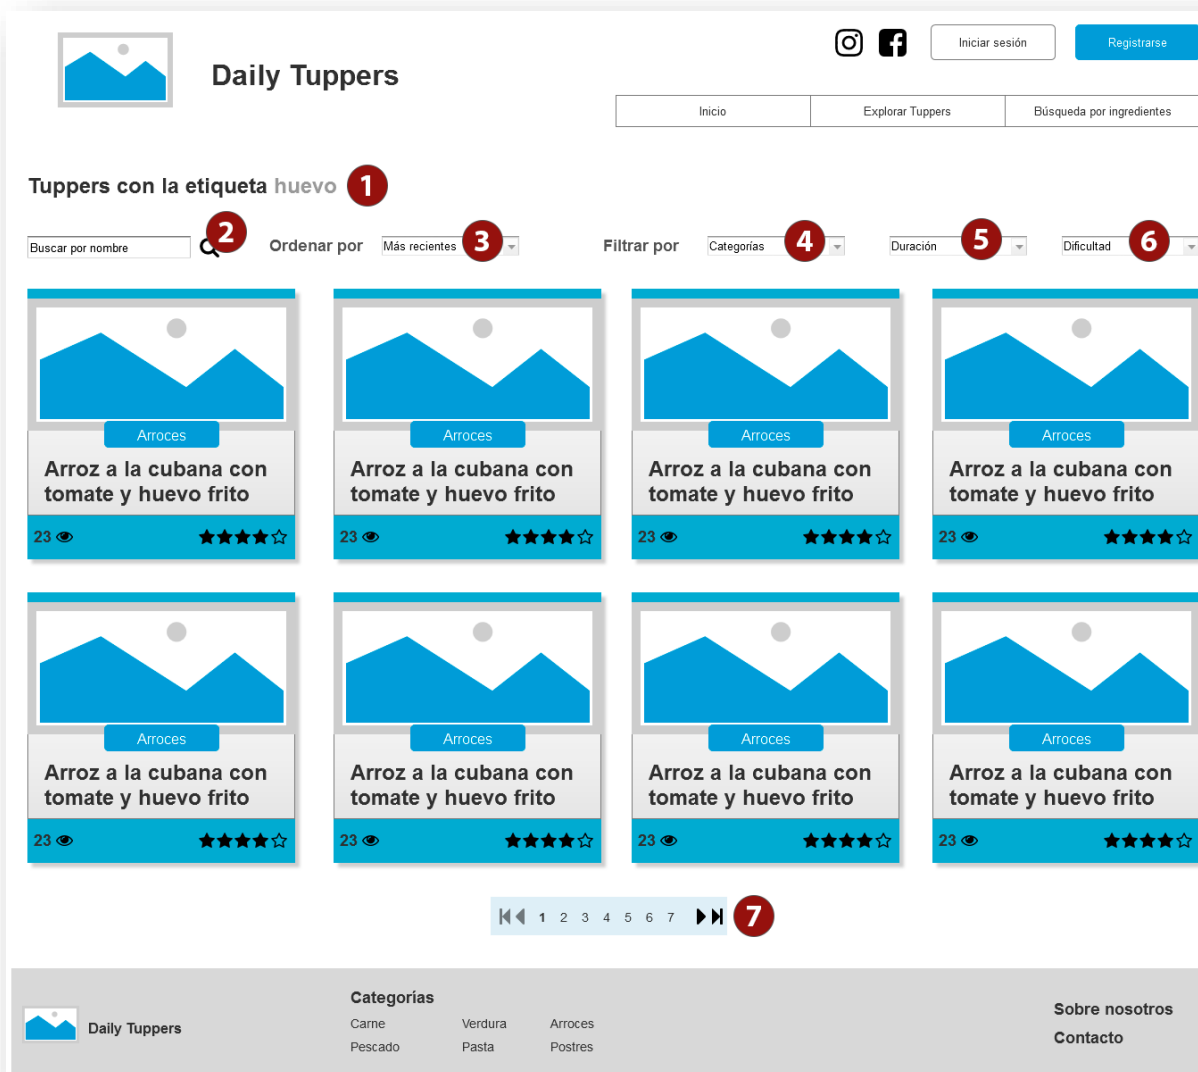 Iniciar sesión Registrarse
Daily Tuppers
Inicio Explorar Tuppers Búsqueda por ingredientes
Tuppers con la etiqueta huevo 1
Buscar por nombre 2 Ordenar por Más recientes 3 Filtrar por Categorías 4 Duración 5 Dificultad 6
Arroces Arroces Arroces Arroces
Arroz a la cubana con Arroz a la cubana con Arroz a la cubana con Arroz a la cubana con
tomate y huevo frito tomate y huevo frito tomate y huevo frito tomate y huevo frito
23 23 23 23
Arroces Arroces Arroces Arroces
Arroz a la cubana con Arroz a la cubana con Arroz a la cubana con Arroz a la cubana con
tomate y huevo frito tomate y huevo frito tomate y huevo frito tomate y huevo frito
23 23 23 23
1 2 3 4 5 6 7 7
Daily Tuppers
Categorías
Carne Verdura Arroces
Pescado Pasta Postres
Sobre nosotros
Contacto